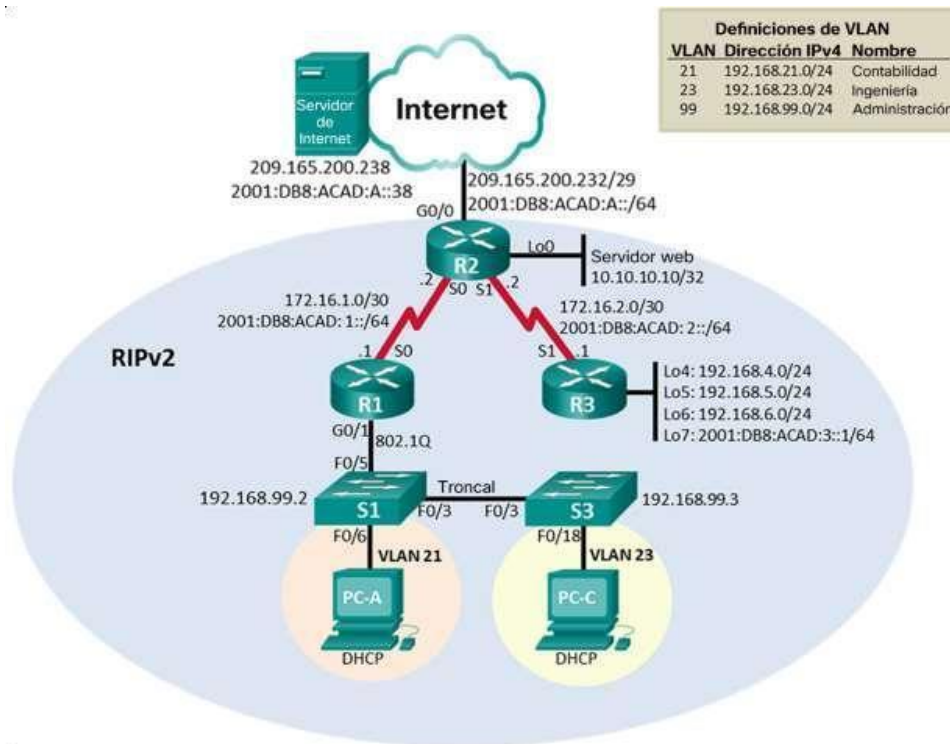 Definiciones de VLAN
VLAN Dirección IPv4 Nombre
21 192.168.21.0/24 Contabilidad
23 192.168.23.0/24 Ingeniería
99 192.168.99.0/24 Administración
Servidor
de
Internet
Internet
209.165.200.238
2001:DB8:ACAD:A::38
209.165.200.232/29
2001:DB8:ACAD:A::/64
G0/0
R2
Lo0
Servidor web
10.10.10.10/32
.2
S0
S1
.2
172.16.1.0/30
2001:DB8:ACAD: 1::/64
172.16.2.0/30
2001:DB8:ACAD: 2::/64
RIPv2
.1
S0
S1
.1
R1
R3
Lo4: 192.168.4.0/24
Lo5: 192.168.5.0/24
Lo6: 192.168.6.0/24
Lo7: 2001:DB8:ACAD:3::1/64
G0/1
802.1Q
F0/5
Troncal
192.168.99.2
S1
F0/3
F0/3
S3
192.168.99.3
F0/6
VLAN 21
F0/18
VLAN 23
PC-A
PC-C
DHCP
DHCP